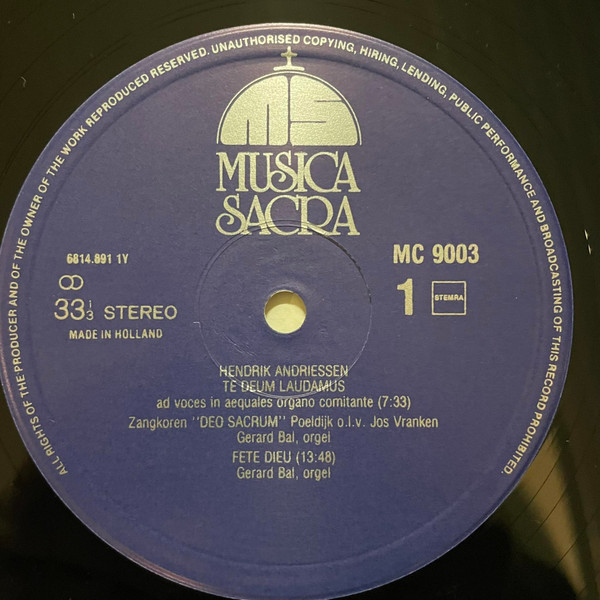 ALL RIGHTS OF THE PRODUCER AND OF THE OWNER OF THE WORK REPRODUCED RESERVED. UNAUTHORISED COPYING, HIRING, LENDING, PUBLIC PERFORMANCE AND BROADCASTING OF THIS RECORD PROHIBITED.
MS
MUSICA
SACRA
6814.891 1Y
MC 9003
33 1/3 STEREO
1 STEMRA
MADE IN HOLLAND
HENDRIK ANDRIESSEN
TE DEUM LAUDAMUS
ad voces in aequales organo comitante (7:33)
Zangkoren "DEO SACRUM" Poeldijk o.l.v. Jos Vranken
Gerard Bal, orgel
FETE DIEU (13:48)
Gerard Bal, orgel